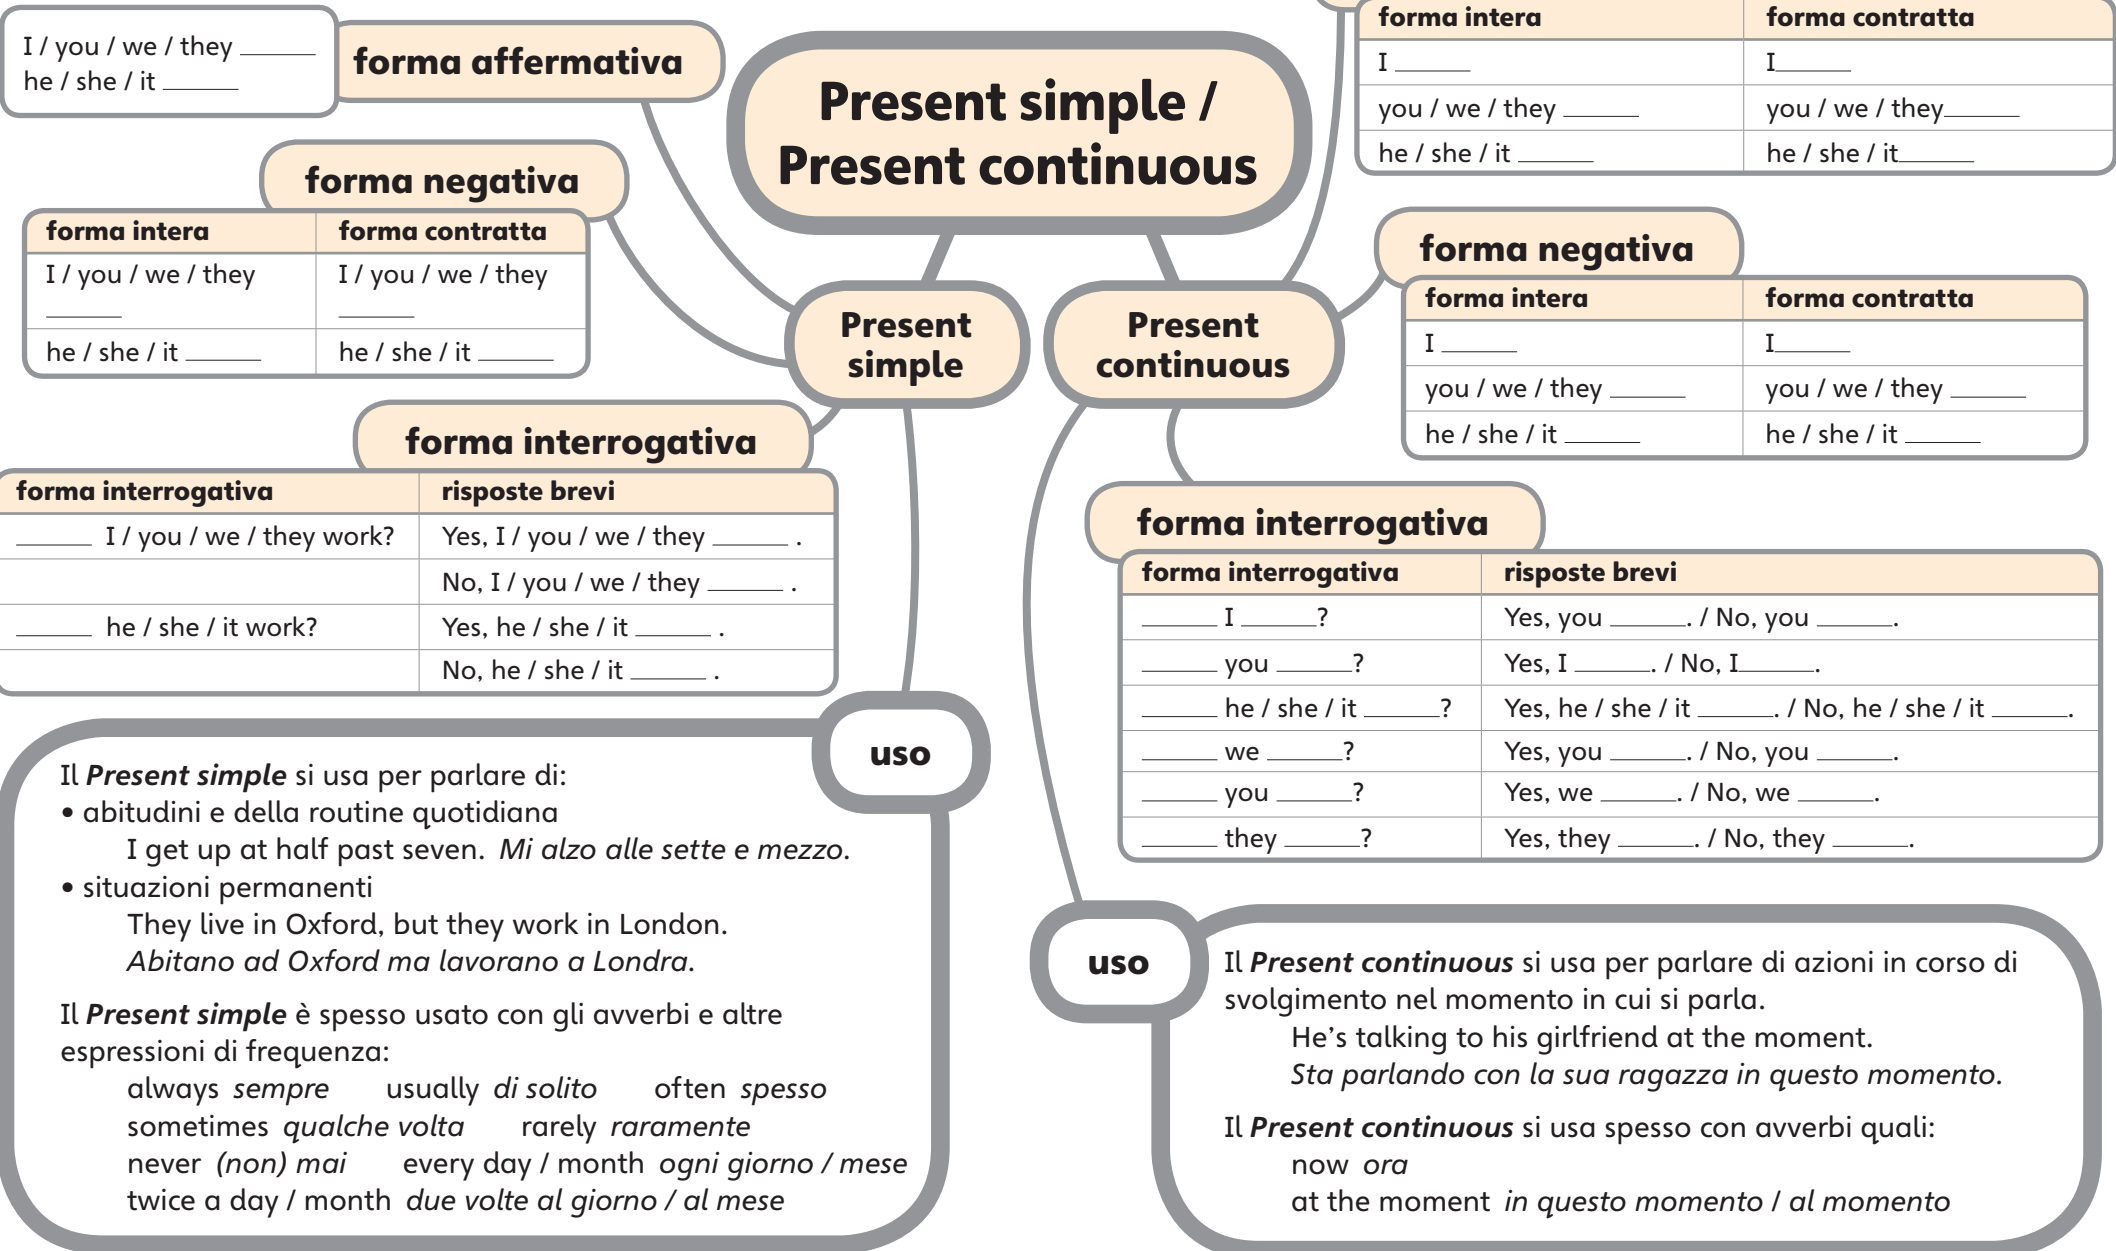 Present simple /
Present continuous
Present
simple
forma affermativa
I / you / we / they ______
he / she / it ______
forma negativa
forma intera forma contratta
I / you / we / they I / you / we / they
______ ______
he / she / it ______ he / she / it ______
forma interrogativa
forma interrogativa risposte brevi
______ I / you / we / they work? Yes, I / you / we / they ______ .
No, I / you / we / they ______ .
______ he / she / it work? Yes, he / she / it ______ .
No, he / she / it ______ .
uso
Il Present simple si usa per parlare di:
• abitudini e della routine quotidiana
I get up at half past seven. Mi alzo alle sette e mezzo.
• situazioni permanenti
They live in Oxford, but they work in London.
Abitano ad Oxford ma lavorano a Londra.
Il Present simple è spesso usato con gli avverbi e altre
espressioni di frequenza:
always sempre usually di solito often spesso
sometimes qualche volta rarely raramente
never (non) mai every day / month ogni giorno / mese
twice a day / month due volte al giorno / al mese
Present
continuous
forma intera forma contratta
I ______ I______
you / we / they ______ you / we / they______
he / she / it ______ he / she / it______
forma negativa
forma intera forma contratta
I ______ I______
you / we / they ______ you / we / they ______
he / she / it ______ he / she / it ______
forma interrogativa
forma interrogativa risposte brevi
______ I ______? Yes, you ______. / No, you ______.
______ you ______? Yes, I ______. / No, I______.
______ he / she / it ______? Yes, he / she / it ______. / No, he / she / it ______.
______ we ______? Yes, you ______. / No, you ______.
______ you ______? Yes, we ______. / No, we ______.
______ they ______? Yes, they ______. / No, they ______.
uso
Il Present continuous si usa per parlare di azioni in corso di
svolgimento nel momento in cui si parla.
He's talking to his girlfriend at the moment.
Sta parlando con la sua ragazza in questo momento.
Il Present continuous si usa spesso con avverbi quali:
now ora
at the moment in questo momento / al momento